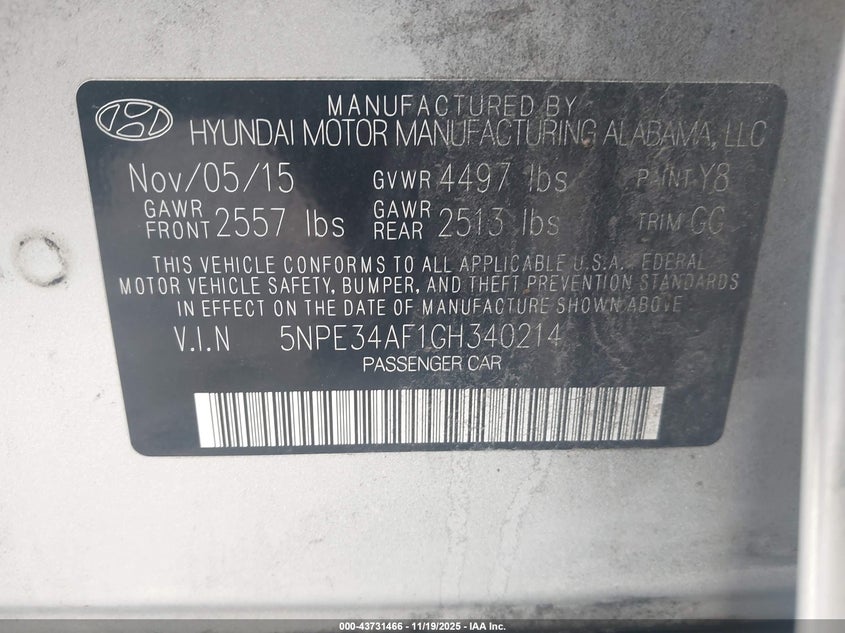 MANUFACTURED BY
HYUNDAI MOTOR MANUFACTURING ALABAMA, LLC
Nov/05/15 GVWR 4497 lbs PAINT Y8
GAWR FRONT 2557 lbs GAWR REAR 2513 lbs TRIM GG
THIS VEHICLE CONFORMS TO ALL APPLICABLE U.S.A. FEDERAL
MOTOR VEHICLE SAFETY, BUMPER, AND THEFT PREVENTION STANDARDS
IN EFFECT ON THE DATE OF MANUFACTURE SHOWN ABOVE
V.I.N 5NPE34AF1GH340214
PASSENGER CAR
000-43731466 - 11/19/2025 - IAA Inc.